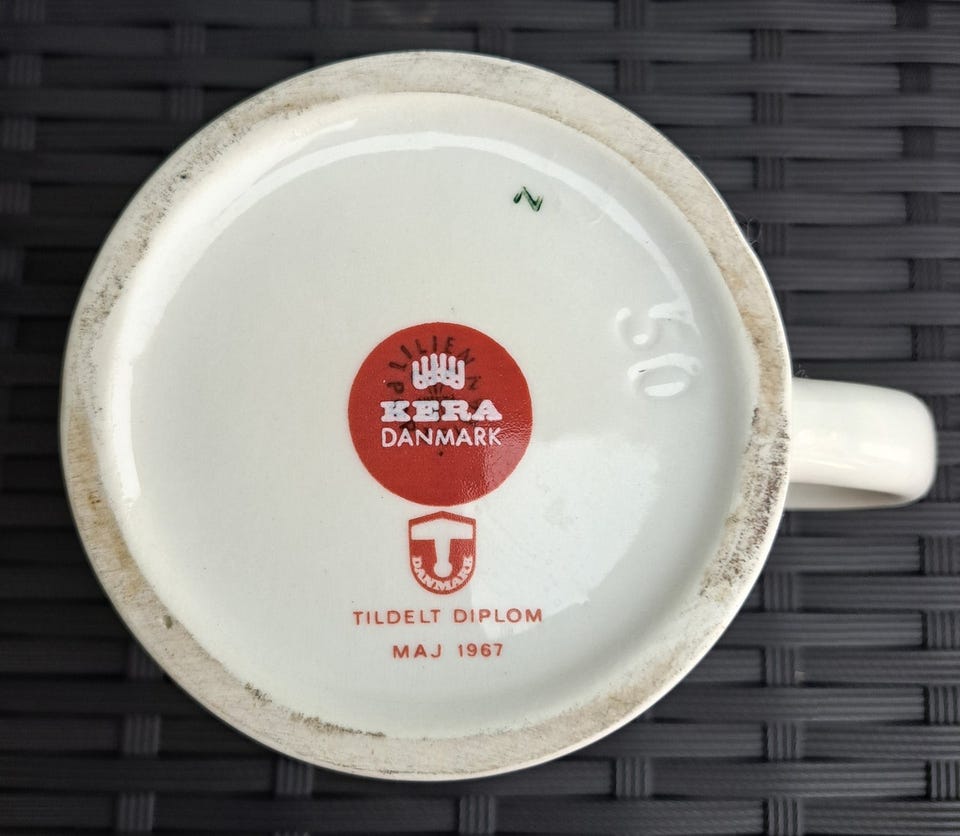 N
50
LILIEN
KERA
DANMARK
DANMARK
TILDELT DIPLOM
MAJ 1967